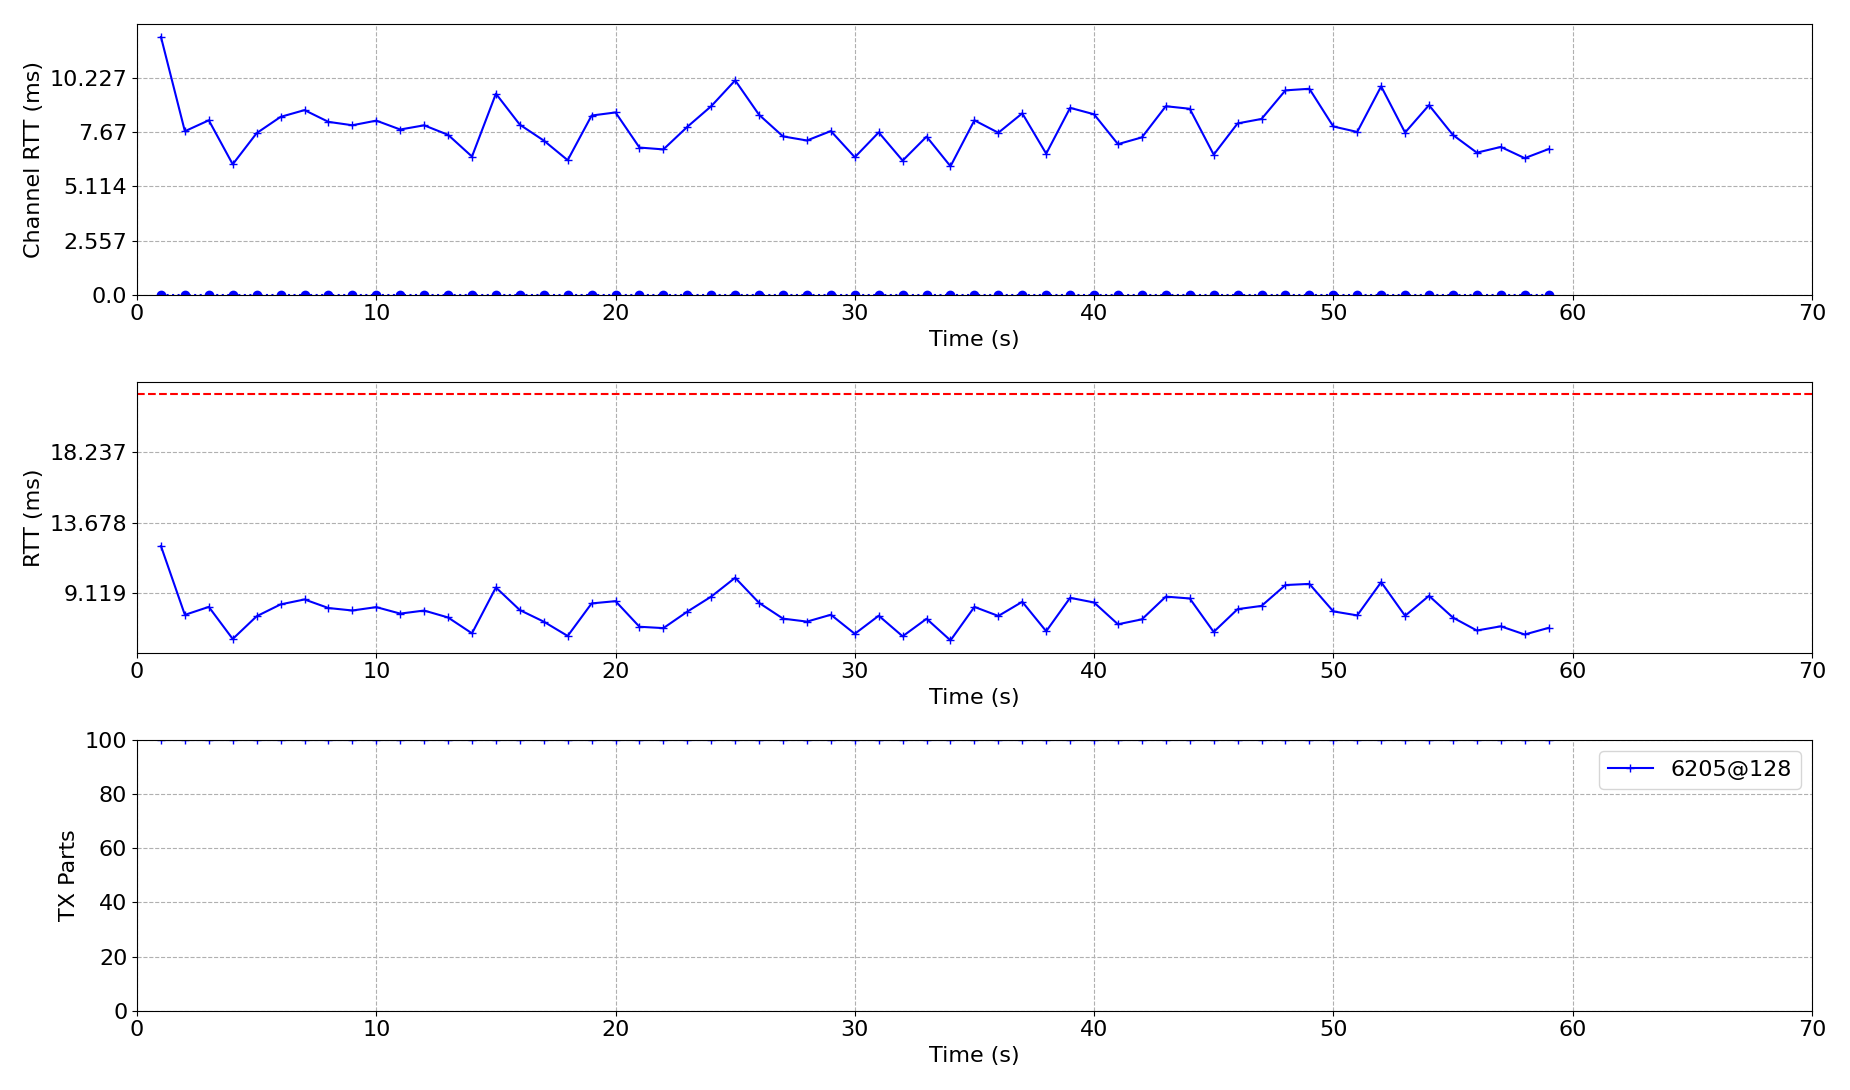 Channel RTT (ms)
10.227
7.67
5.114
2.557
0.0
0 10 20 30 40 50 60 70
Time (s)
RTT (ms)
18.237
13.678
9.119
0 10 20 30 40 50 60 70
Time (s)
TX Parts
100
80
60
40
20
0
6205@128
0 10 20 30 40 50 60 70
Time (s)